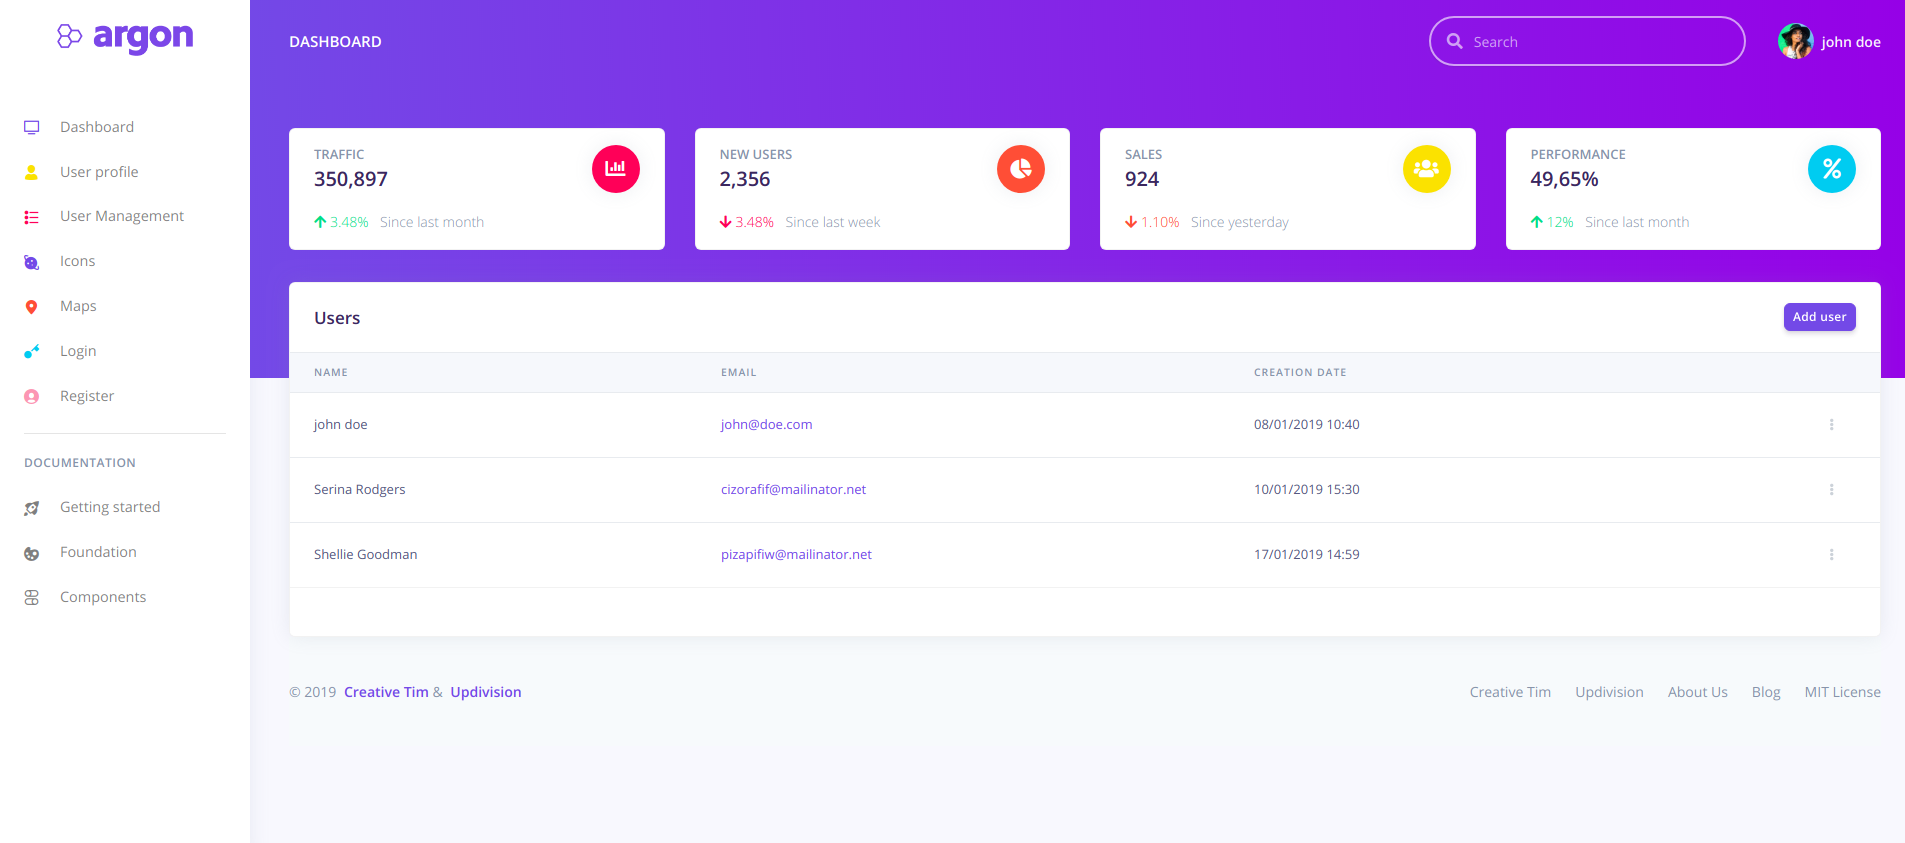 argon
DASHBOARD
Search
john doe
Dashboard
User profile
User Management
Icons
Maps
Login
Register
DOCUMENTATION
Getting started
Foundation
Components
TRAFFIC
350,897
3.48% Since last month
NEW USERS
2,356
3.48% Since last week
SALES
924
1.10% Since yesterday
PERFORMANCE
49,65%
12% Since last month
Users
Add user
NAME EMAIL CREATION DATE
john doe john@doe.com 08/01/2019 10:40
Serina Rodgers cizorafif@mailinator.net 10/01/2019 15:30
Shellie Goodman pizapifiw@mailinator.net 17/01/2019 14:59
© 2019 Creative Tim & Updivision
Creative Tim Updivision About Us Blog MIT License